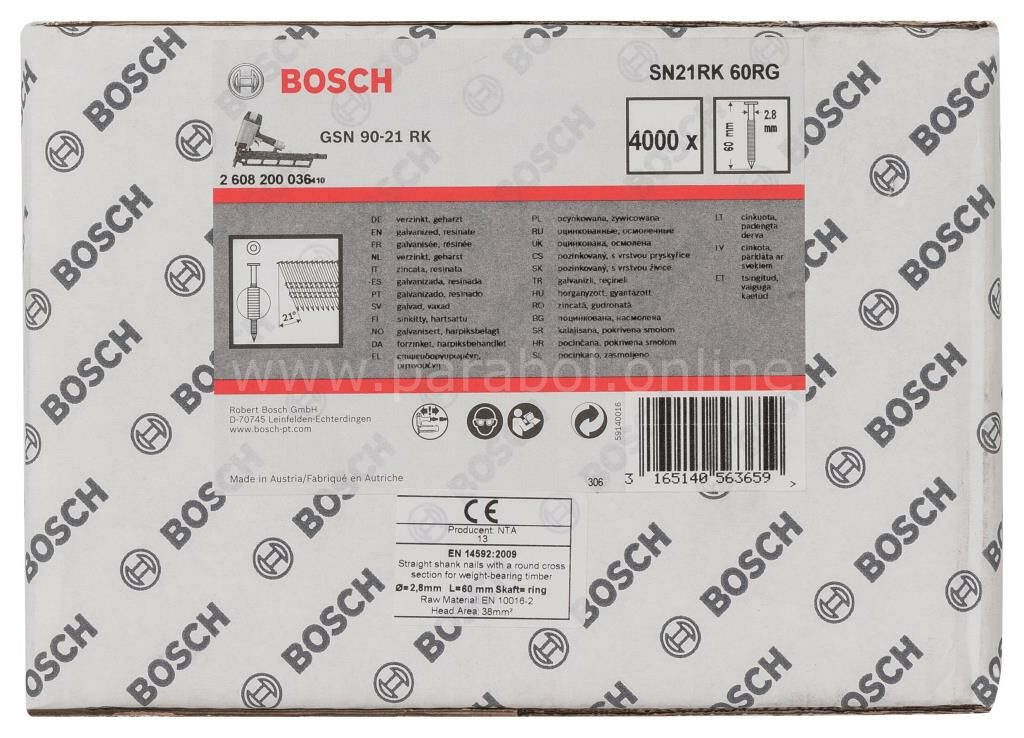 BOSCH
SN21RK 60RG
GSN 90-21 RK
4000 x
60 mm
2.8
mm
2 608 200 036 410
21°
DE verzinkt, geharzt
EN galvanized, resinate
FR galvanisée, résinée
NL verzinkt, geharst
IT zincata, resinata
ES galvanizada, resinada
PT galvanizado, resinado
SV galvad, vaxad
FI sinkitty, hartsattu
NO galvanisert, harpiksbelagt
DA forzinket, harpiksbehandlet
EL
PL ocynkowana, żywicowana
RU оцинкованные, осмоленные
UK оцинкована, осмолена
CS pozinkovaný, s vrstvou pryskyřice
SK pozinkovaný, s vrstvou živice
TR galvanizli, reçineli
HU horganyzott, gyantázott
RO zincată, gudronată
BG поцинкована, насмолена
SR kalajisana, pokrivena smolom
HR pocinčana, pokrivena smolom
SL pocinkano, zasmoljeno
LT cinkuota,
padengta
derva
LV cinkota,
pārklāta ar
sveķiem
ET tsingitud,
vaiguga
kaetud
www.parabol.online
Robert Bosch GmbH
D-70745 Leinfelden-Echterdingen
www.bosch-pt.com
Made in Austria/Fabriqué en Autriche
59140016
306
3 165140 563659 >
CE
Producent: NTA
13
EN 14592:2009
Straight shank nails with a round cross
section for weight-bearing timber
Ø=2,8mm L=60 mm Skaft= ring
Raw Material: EN 10016-2
Head Area: 38mm²